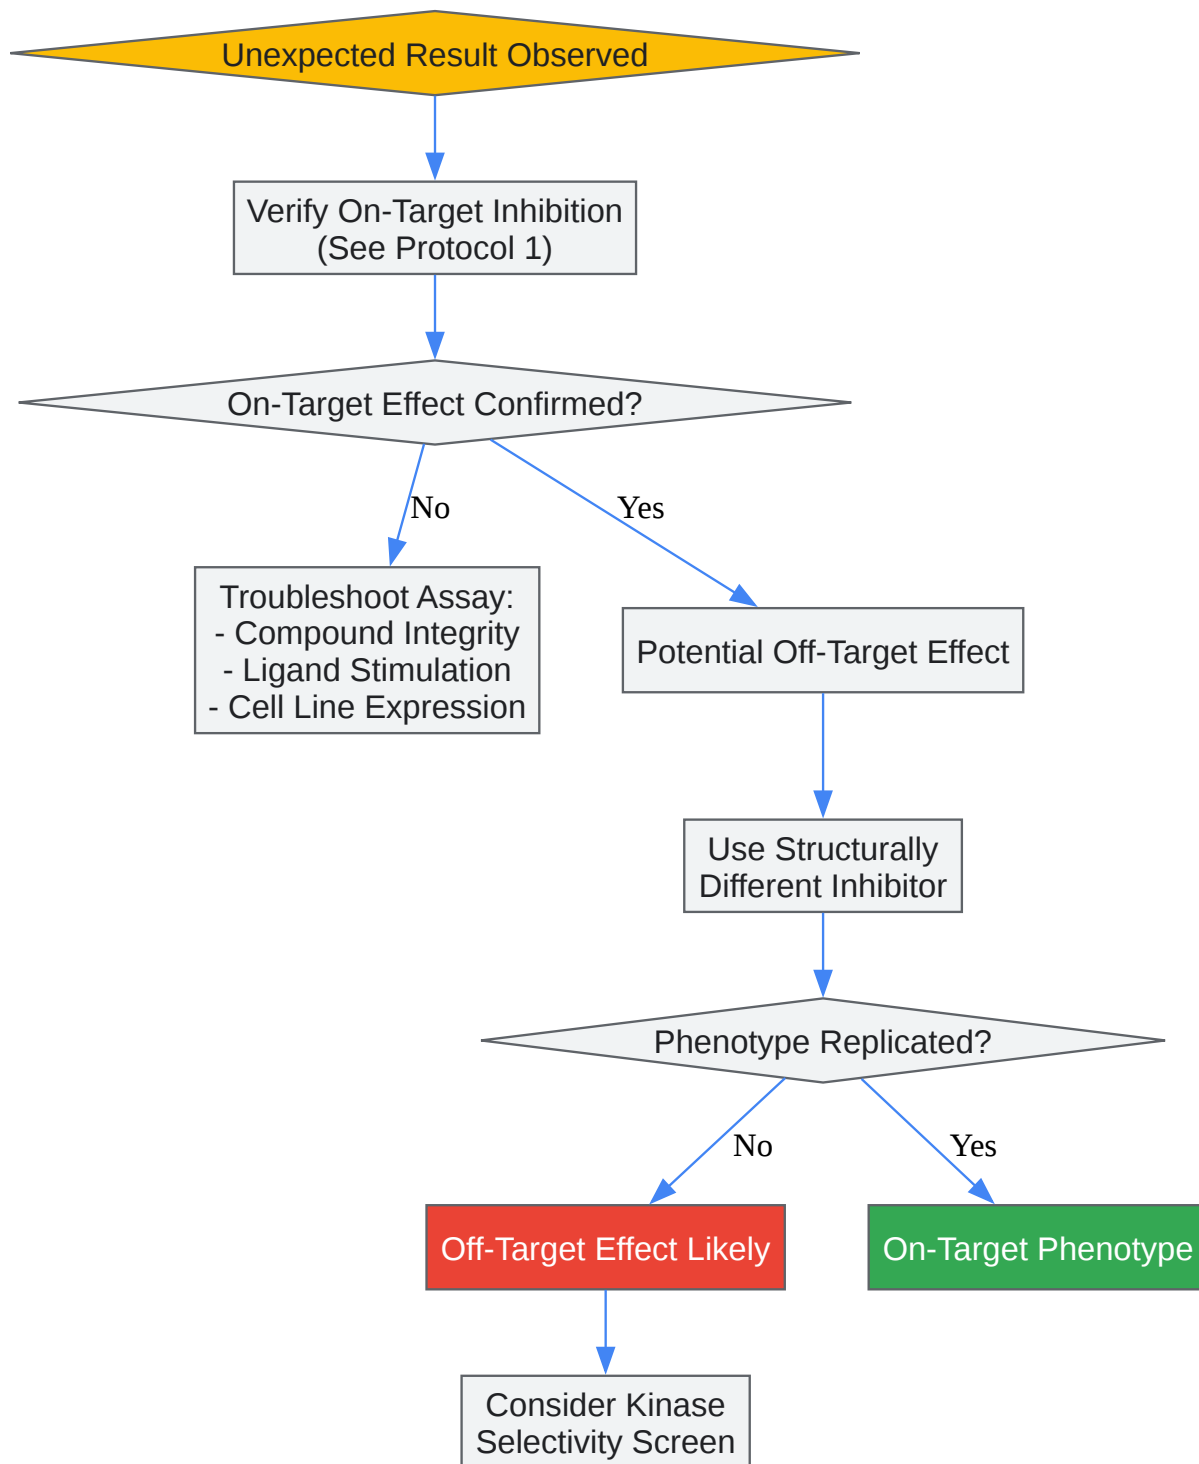 Unexpected Result Observed
Verify On-Target Inhibition
(See Protocol 1)
On-Target Effect Confirmed?
No
Yes
Troubleshoot Assay:
- Compound Integrity
- Ligand Stimulation
- Cell Line Expression
Potential Off-Target Effect
Use Structurally
Different Inhibitor
Phenotype Replicated?
No
Yes
Off-Target Effect Likely
On-Target Phenotype
Consider Kinase
Selectivity Screen